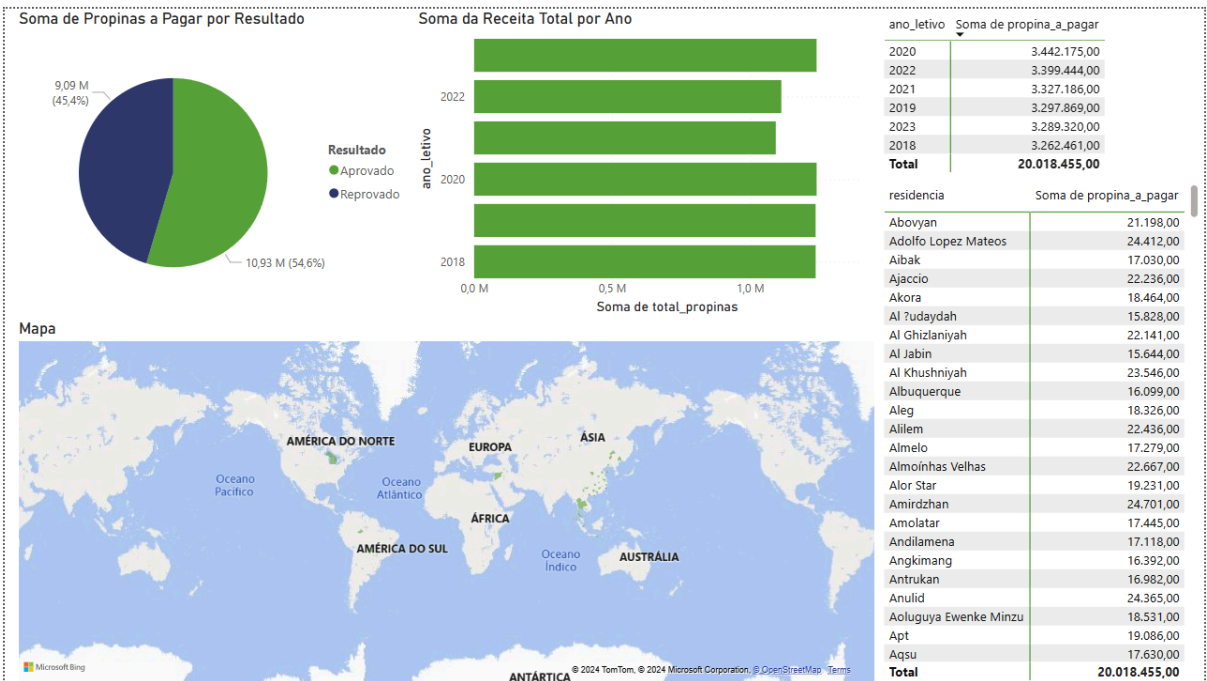 Soma de Propinas a Pagar por Resultado
9,09 M
(45,4%)
10,93 M (54,6%)
Resultado
Aprovado
Reprovado
Soma da Receita Total por Ano
ano_letivo
2022
2020
2018
0,0 M 0,5 M 1,0 M
Soma de total_propinas
ano_letivo Soma de propina_a_pagar
2020 3.442.175,00
2022 3.399.444,00
2021 3.327.186,00
2019 3.297.869,00
2023 3.289.320,00
2018 3.262.461,00
Total 20.018.455,00
residencia Soma de propina_a_pagar
Abovyan 21.198,00
Adolfo Lopez Mateos 24.412,00
Aibak 17.030,00
Ajaccio 22.236,00
Akora 18.464,00
Al ?udaydah 15.828,00
Al Ghizlaniyah 22.141,00
Al Jabin 15.644,00
Al Khushniyah 23.546,00
Albuquerque 16.099,00
Aleg 18.326,00
Alilem 22.436,00
Almelo 17.279,00
Almoínhas Velhas 22.667,00
Alor Star 19.231,00
Amirdzhan 24.701,00
Amolatar 17.445,00
Andilamena 17.118,00
Angkimang 16.392,00
Antrukan 16.982,00
Anulid 24.365,00
Aoluguya Ewenke Minzu 18.531,00
Apt 19.086,00
Aqsu 17.630,00
Total 20.018.455,00
Mapa
AMÉRICA DO NORTE
EUROPA
ÁSIA
Oceano
Pacífico
Oceano
Atlântico
ÁFRICA
AMÉRICA DO SUL
Oceano
Índico
AUSTRÁLIA
ANTÁRTICA
Microsoft Bing
© 2024 TomTom, © 2024 Microsoft Corporation, © OpenStreetMap Terms